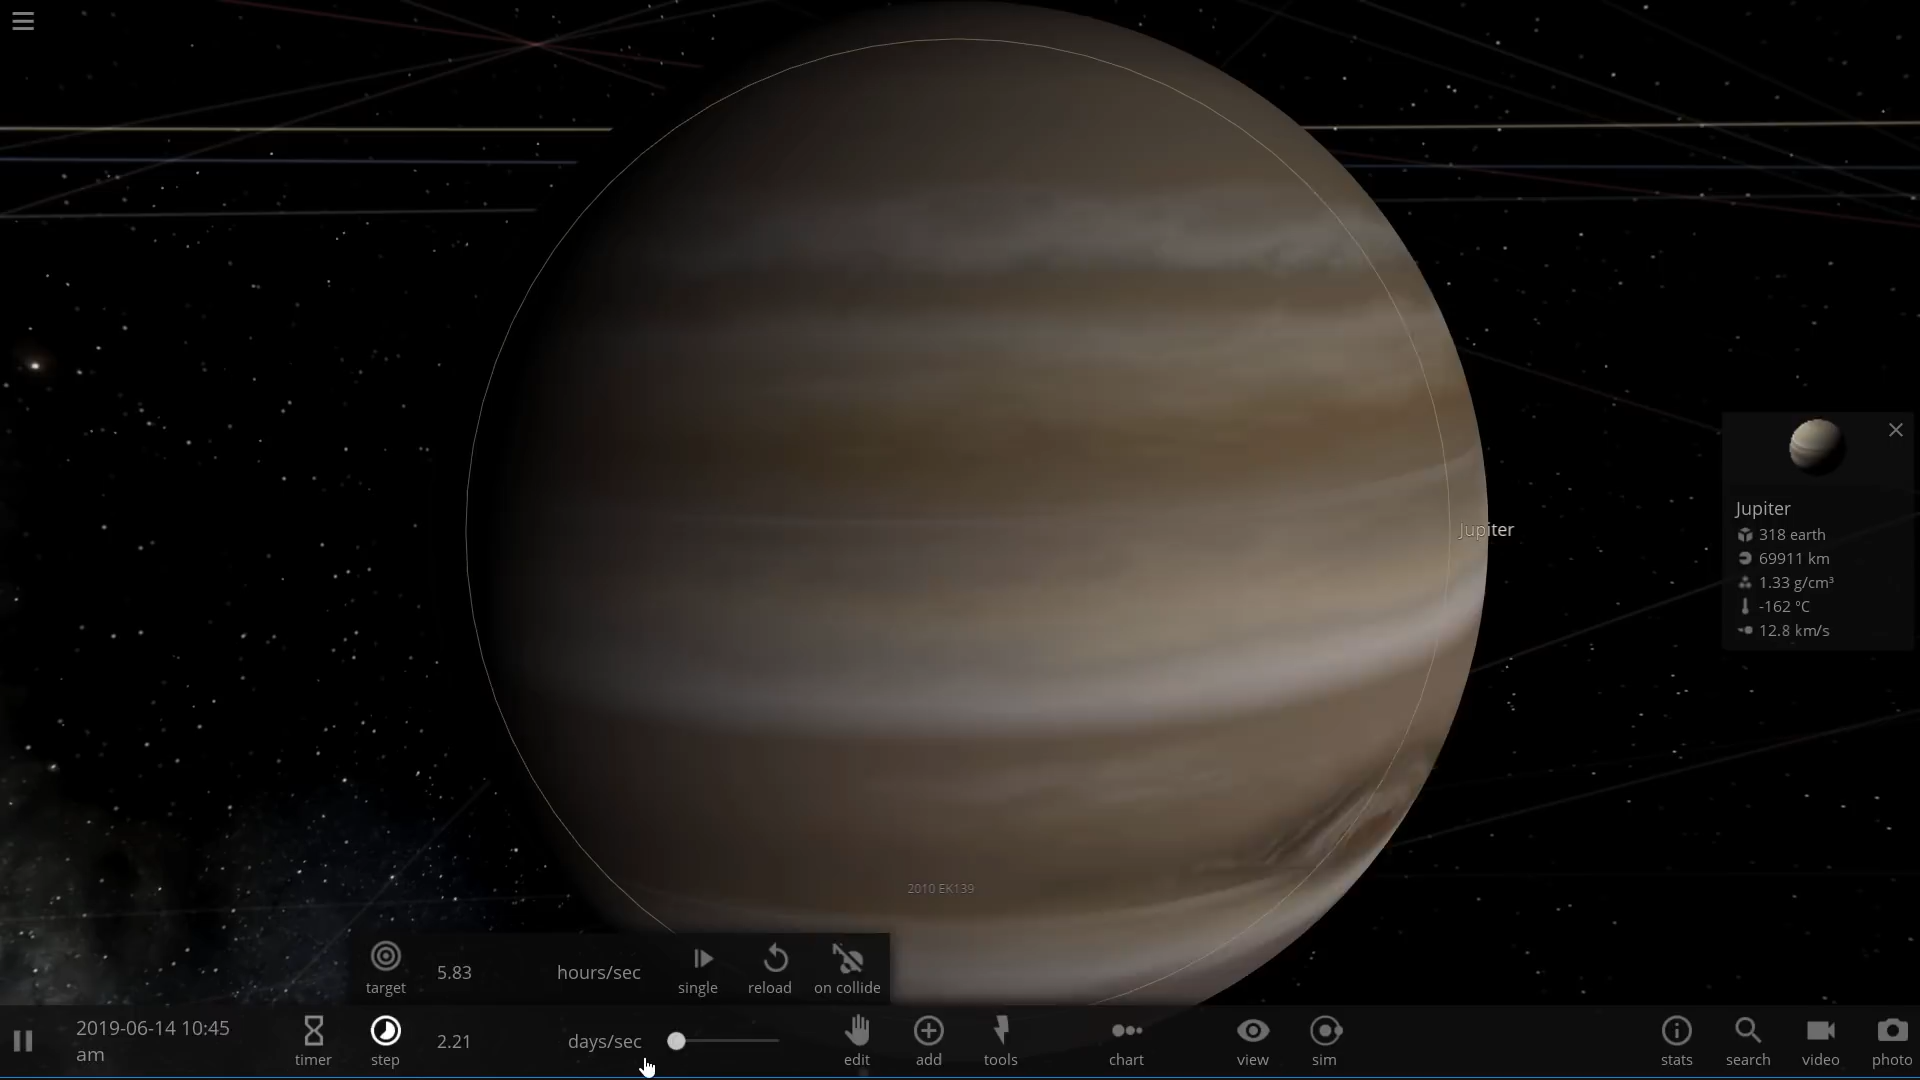 Jupiter
Jupiter
318 earth
69911 km
1.33 g/cm³
-162 °C
12.8 km/s
2010 EK139
target
5.83
hours/sec
single
reload
on collide
2019-06-14 10:45
am
timer
step
2.21
days/sec
edit
add
tools
chart
view
sim
stats
search
video
photo